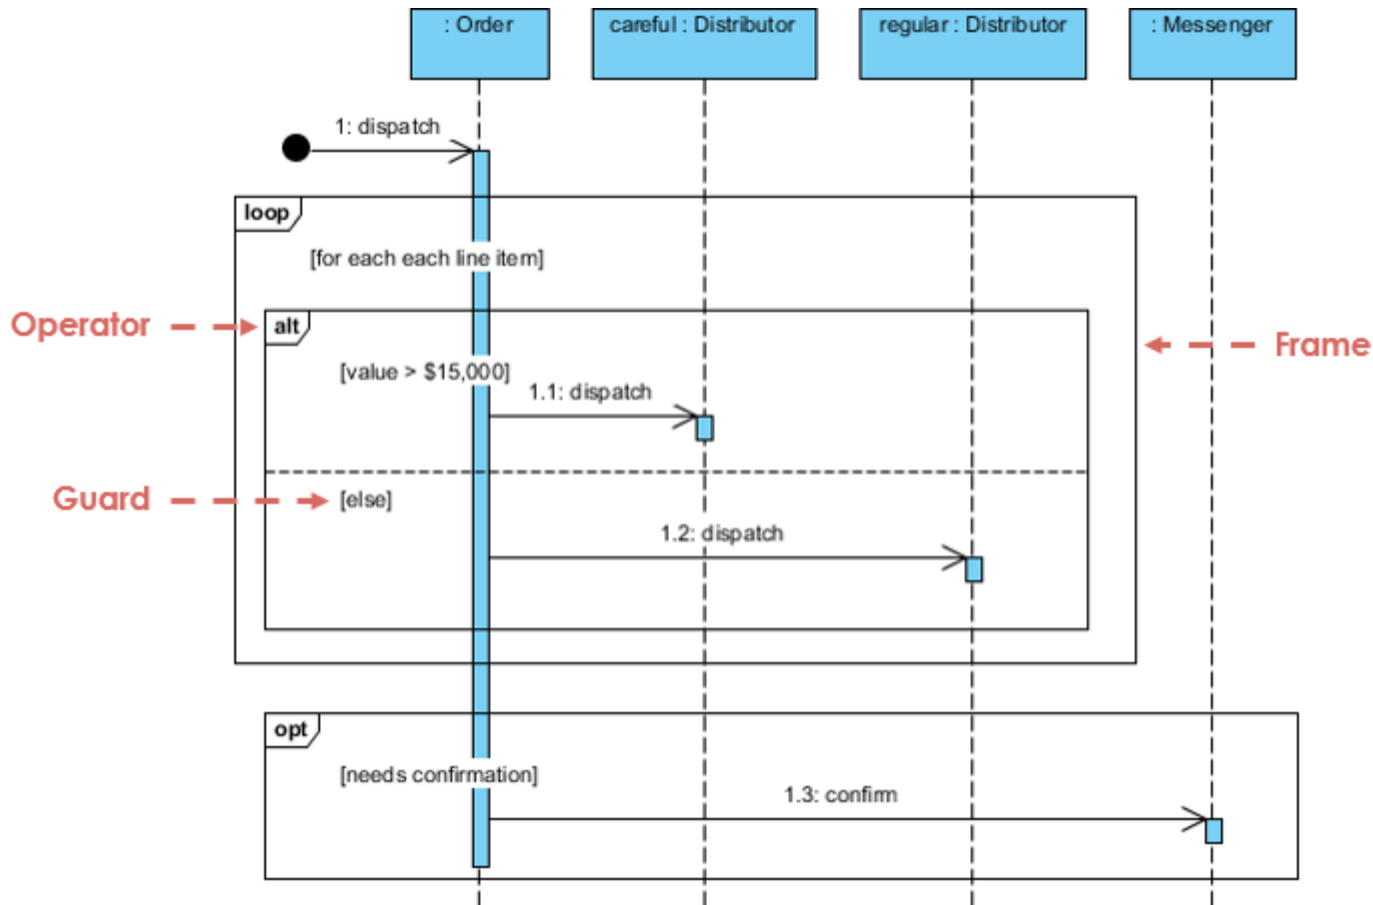 : Order
careful : Distributor
regular : Distributor
: Messenger
1: dispatch
loop
[for each each line item]
Operator
alt
Frame
[value > $15,000]
1.1: dispatch
Guard
[else]
1.2: dispatch
opt
[needs confirmation]
1.3: confirm